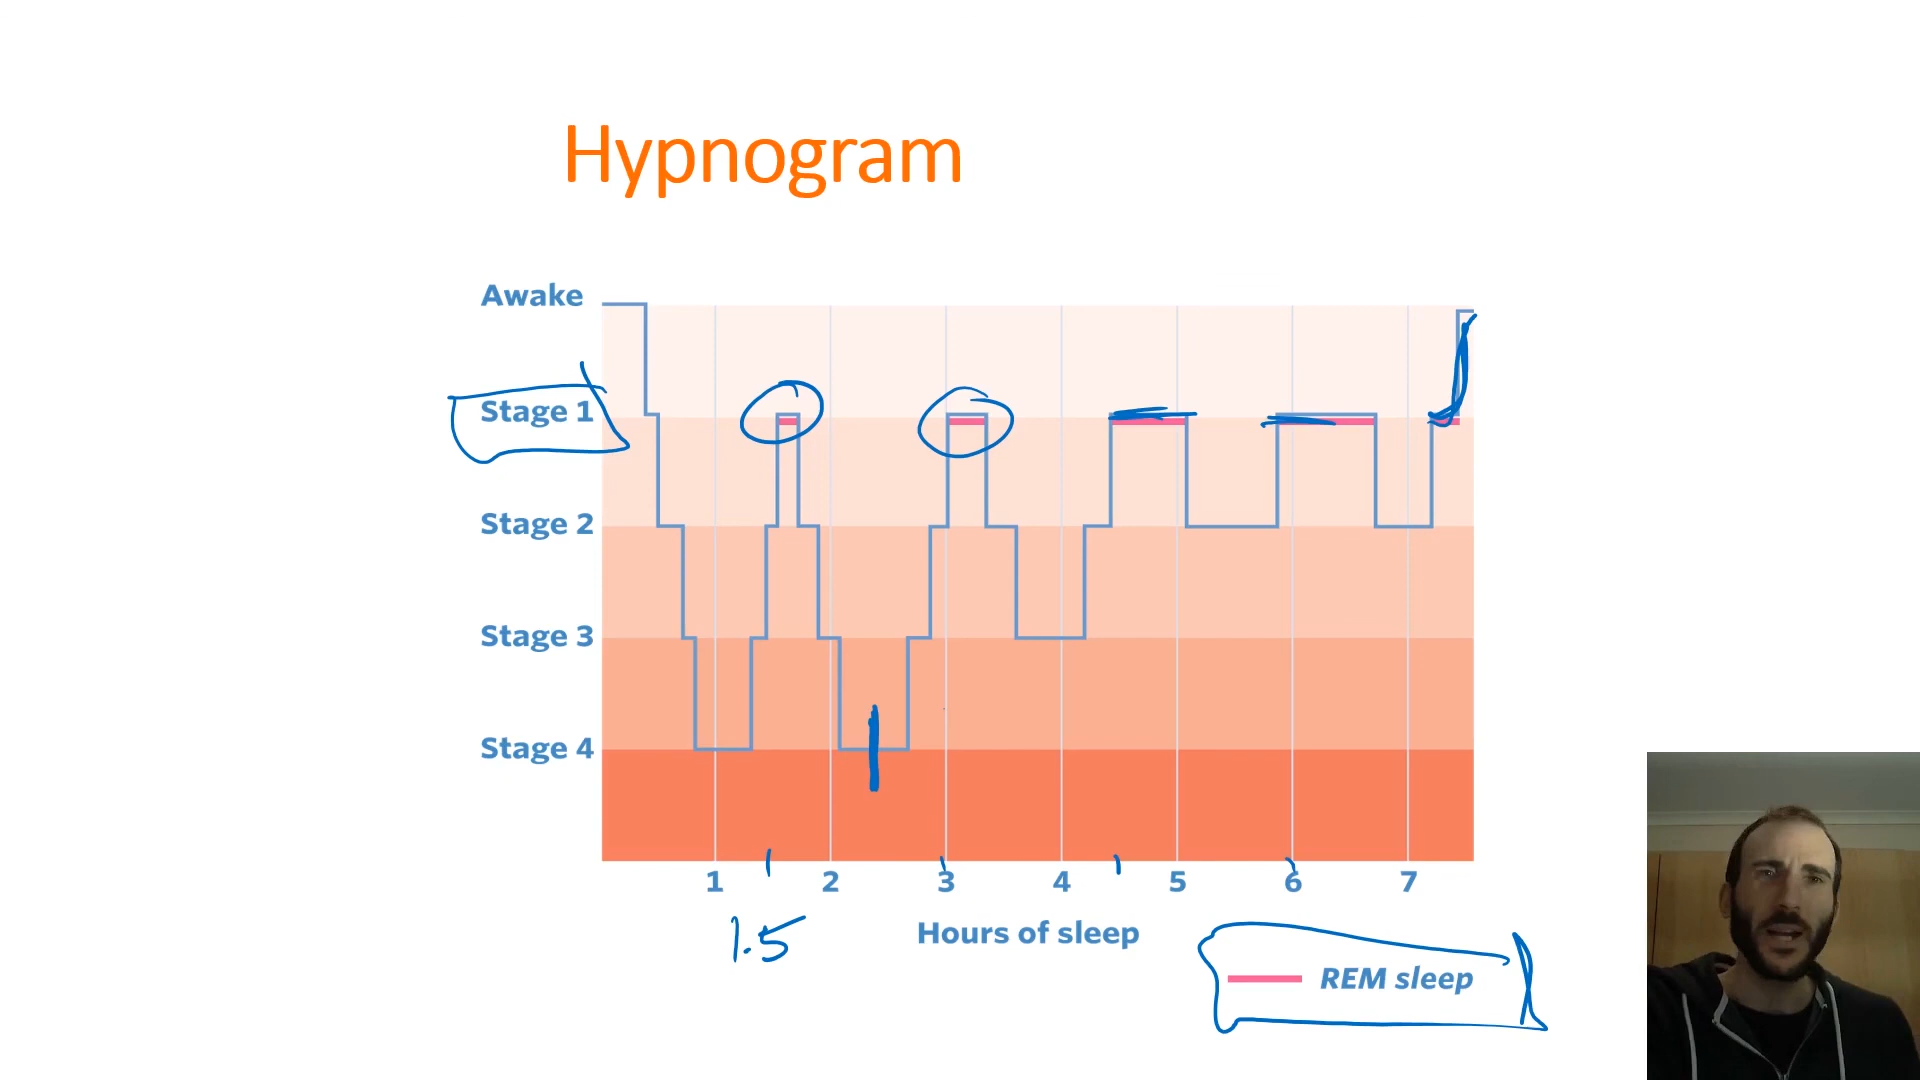 Hypnogram
Awake
Stage 1
Stage 2
Stage 3
Stage 4
1 2 3 4 5 6 7
1.5
Hours of sleep
REM sleep